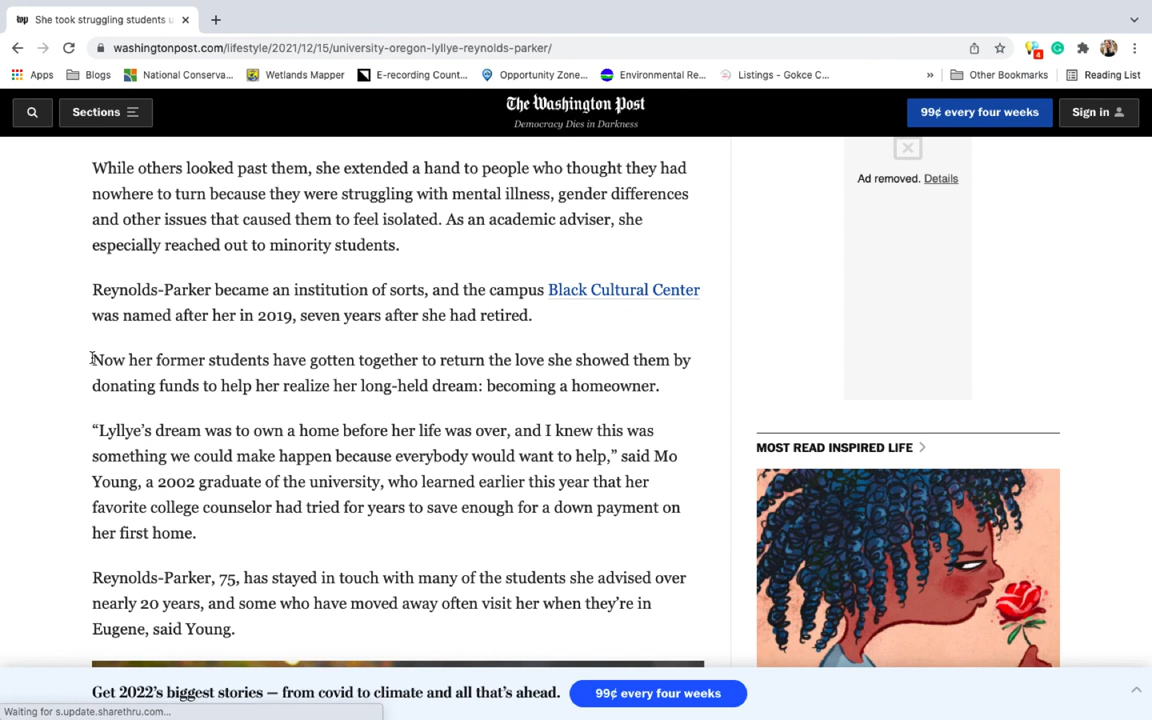 She took struggling students u
washingtonpost.com/lifestyle/2021/12/15/university-oregon-lyllye-reynolds-parker/
4
Apps
Blogs
National Conserva...
Wetlands Mapper
E-recording Count...
Opportunity Zone...
Environmental Re...
Listings - Gokce C...
»
Other Bookmarks
Reading List
Sections
The Washington Post
Democracy Dies in Darkness
99¢ every four weeks
Sign in
Ad removed. Details
While others looked past them, she extended a hand to people who thought they had
nowhere to turn because they were struggling with mental illness, gender differences
and other issues that caused them to feel isolated. As an academic adviser, she
especially reached out to minority students.
Reynolds-Parker became an institution of sorts, and the campus Black Cultural Center
was named after her in 2019, seven years after she had retired.
Now her former students have gotten together to return the love she showed them by
donating funds to help her realize her long-held dream: becoming a homeowner.
“Lyllye’s dream was to own a home before her life was over, and I knew this was
something we could make happen because everybody would want to help,” said Mo
Young, a 2002 graduate of the university, who learned earlier this year that her
favorite college counselor had tried for years to save enough for a down payment on
her first home.
Reynolds-Parker, 75, has stayed in touch with many of the students she advised over
nearly 20 years, and some who have moved away often visit her when they’re in
Eugene, said Young.
MOST READ INSPIRED LIFE
Get 2022’s biggest stories — from covid to climate and all that’s ahead.
99¢ every four weeks
Waiting for s.update.sharethru.com...